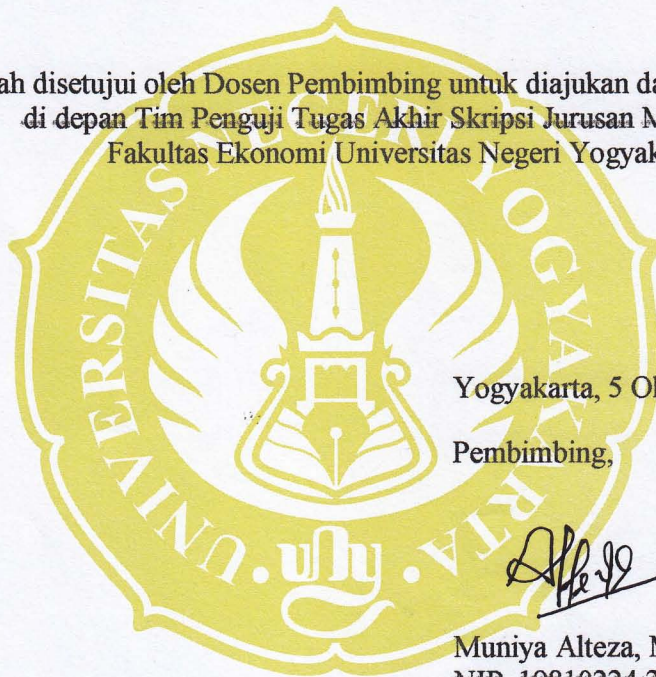 ah disetujui oleh Dosen Pembimbing untuk diajukan da
di depan Tim Penguji Tugas Akhir Skripsi Jurusan M
Fakultas Ekonomi Universitas Negeri Yogyak
UNIVERSITAS NEGERI YOGYAKARTA
uny
Yogyakarta, 5 O
Pembimbing,
Muniya Alteza, M